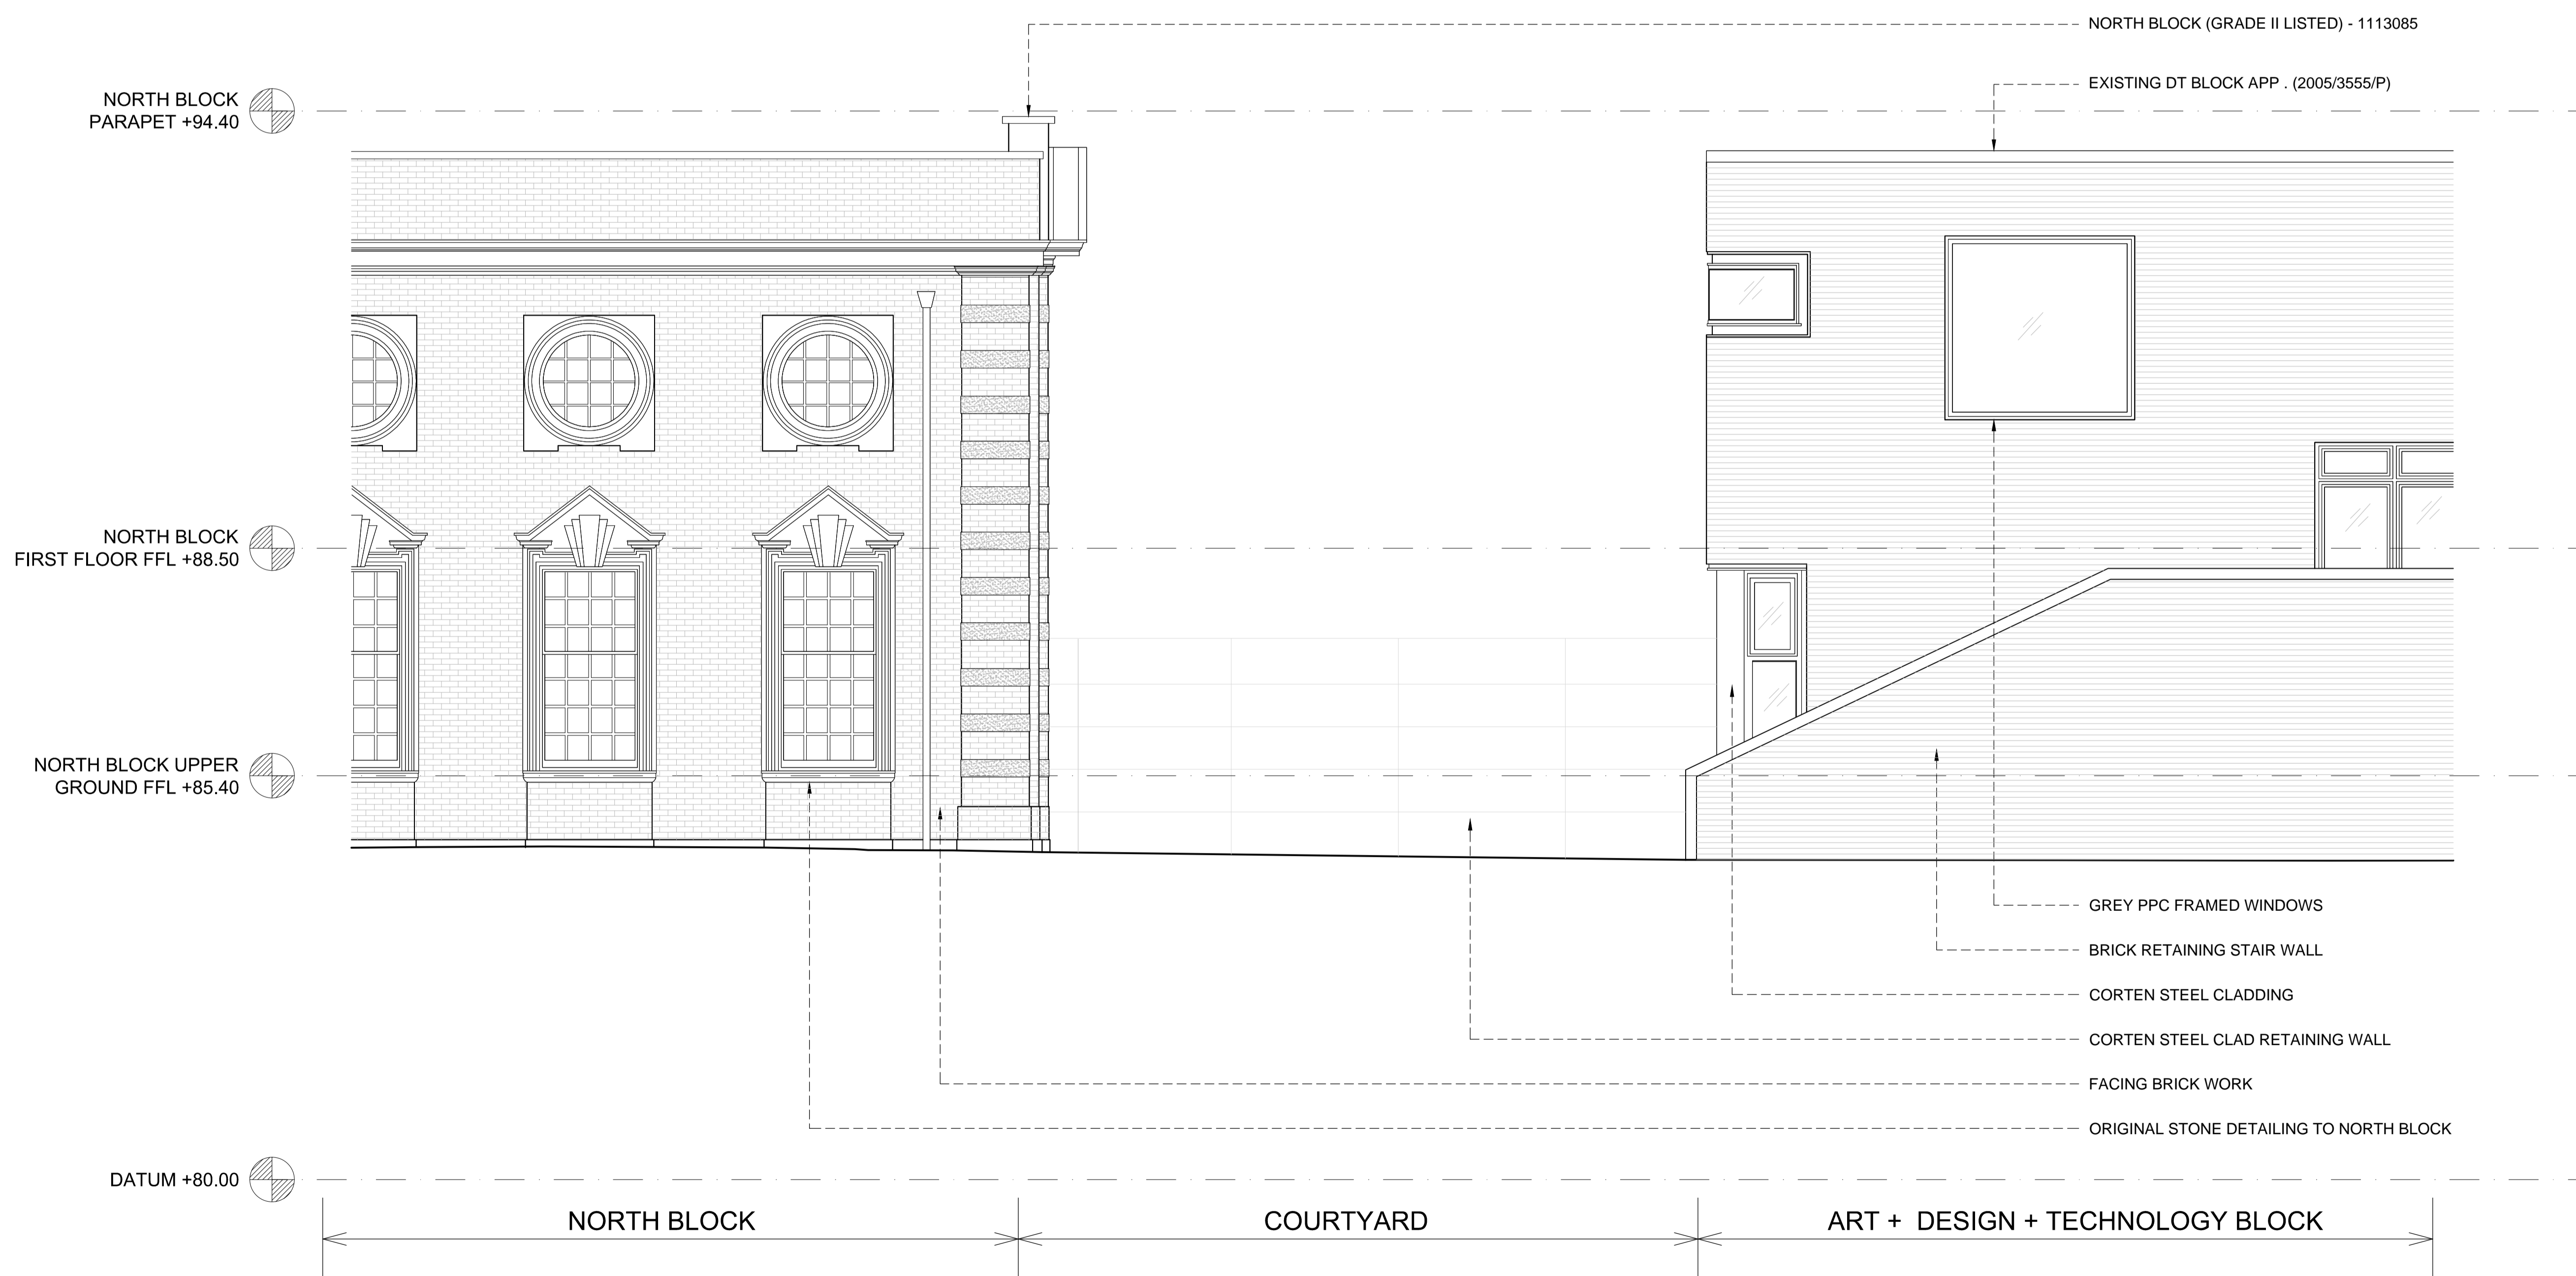 NORTH BLOCK (GRADE II LISTED) - 1113085
EXISTING DT BLOCK APP . (2005/3555/P)
NORTH BLOCK
PARAPET +94.40
NORTH BLOCK
FIRST FLOOR FFL +88.50
NORTH BLOCK UPPER
GROUND FFL +85.40
GREY PPC FRAMED WINDOWS
BRICK RETAINING STAIR WALL
CORTEN STEEL CLADDING
CORTEN STEEL CLAD RETAINING WALL
FACING BRICK WORK
ORIGINAL STONE DETAILING TO NORTH BLOCK
DATUM +80.00
NORTH BLOCK
COURTYARD
ART + DESIGN + TECHNOLOGY BLOCK